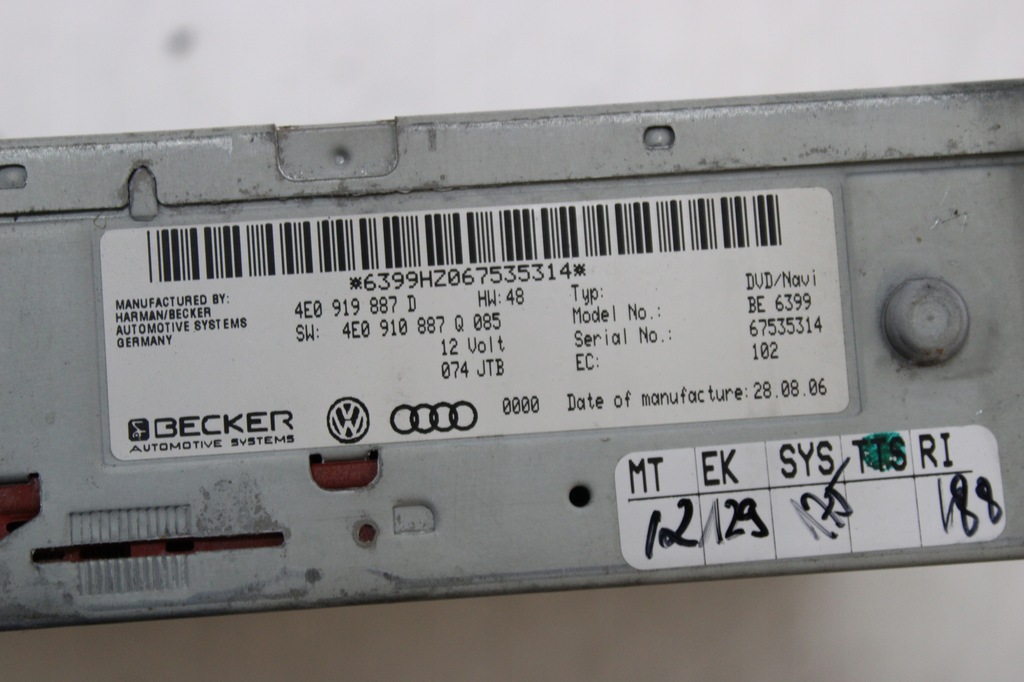 *6399HZ067535314*
MANUFACTURED BY:
HARMAN/BECKER
AUTOMOTIVE SYSTEMS
GERMANY
4E0 919 887 D HW: 48
SW: 4E0 910 887 Q 085
12 Volt
074 JTB
Typ: DVD/Navi
Model No.: BE 6399
Serial No.: 67535314
EC: 102
BECKER
AUTOMOTIVE SYSTEMS
VW
0000 Date of manufacture: 28.08.06
MT EK SYS TTS RI
12 129 188